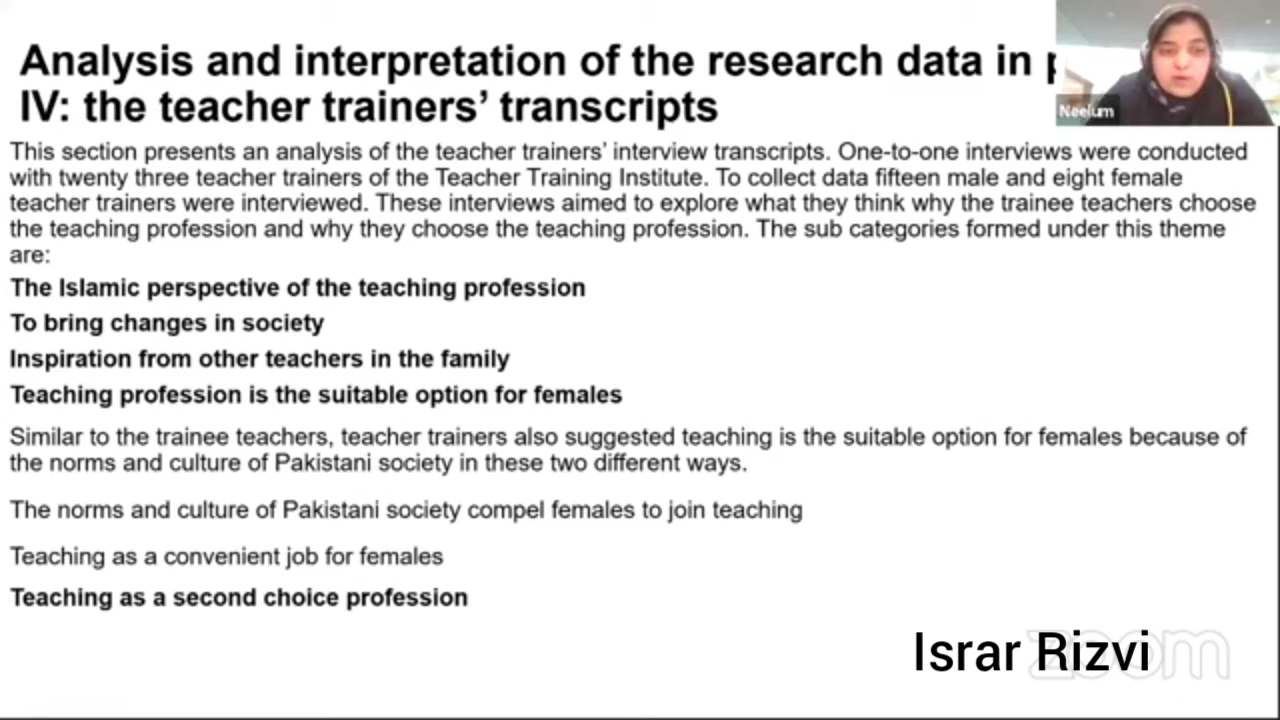 Analysis and interpretation of the research data in
IV: the teacher trainers’ transcripts
Neelum
This section presents an analysis of the teacher trainers’ interview transcripts. One-to-one interviews were conducted
with twenty three teacher trainers of the Teacher Training Institute. To collect data fifteen male and eight female
teacher trainers were interviewed. These interviews aimed to explore what they think why the trainee teachers choose
the teaching profession and why they choose the teaching profession. The sub categories formed under this theme
are:
The Islamic perspective of the teaching profession
To bring changes in society
Inspiration from other teachers in the family
Teaching profession is the suitable option for females
Similar to the trainee teachers, teacher trainers also suggested teaching is the suitable option for females because of
the norms and culture of Pakistani society in these two different ways.
The norms and culture of Pakistani society compel females to join teaching
Teaching as a convenient job for females
Teaching as a second choice profession
Israr Rizvi
zoom